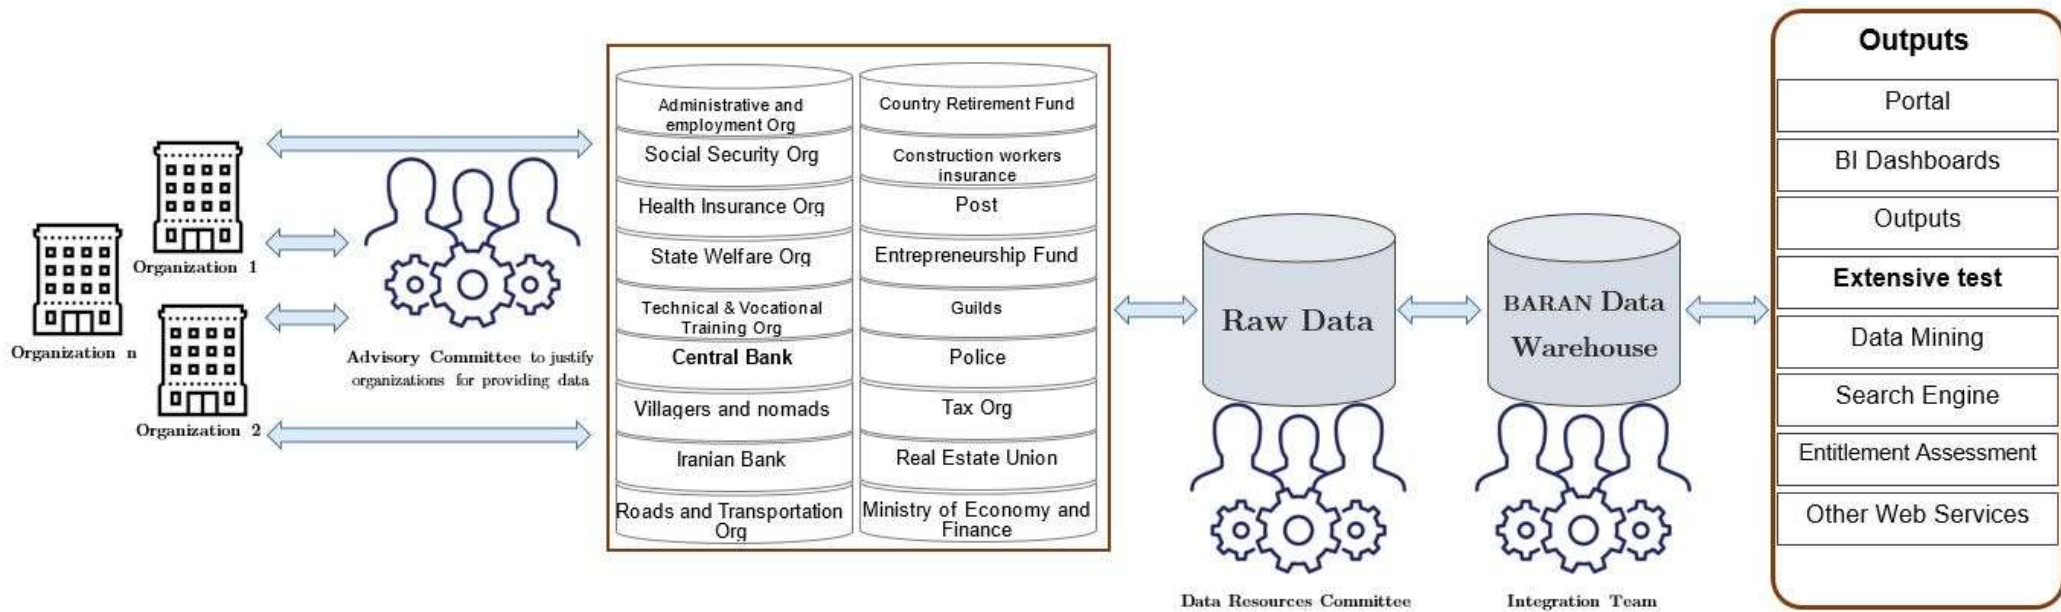 Organization 1
Organization n
Organization 2
Advisory Committee to justify
organizations for providing data
Administrative and
employment Org
Social Security Org
Health Insurance Org
State Welfare Org
Technical & Vocational
Training Org
Central Bank
Villagers and nomads
Iranian Bank
Roads and Transportation
Org
Country Retirement Fund
Construction workers
insurance
Post
Entrepreneurship Fund
Guilds
Police
Tax Org
Real Estate Union
Ministry of Economy and
Finance
Raw Data
Data Resources Committee
BARAN Data
Warehouse
Integration Team
Outputs
Portal
BI Dashboards
Outputs
Extensive test
Data Mining
Search Engine
Entitlement Assessment
Other Web Services